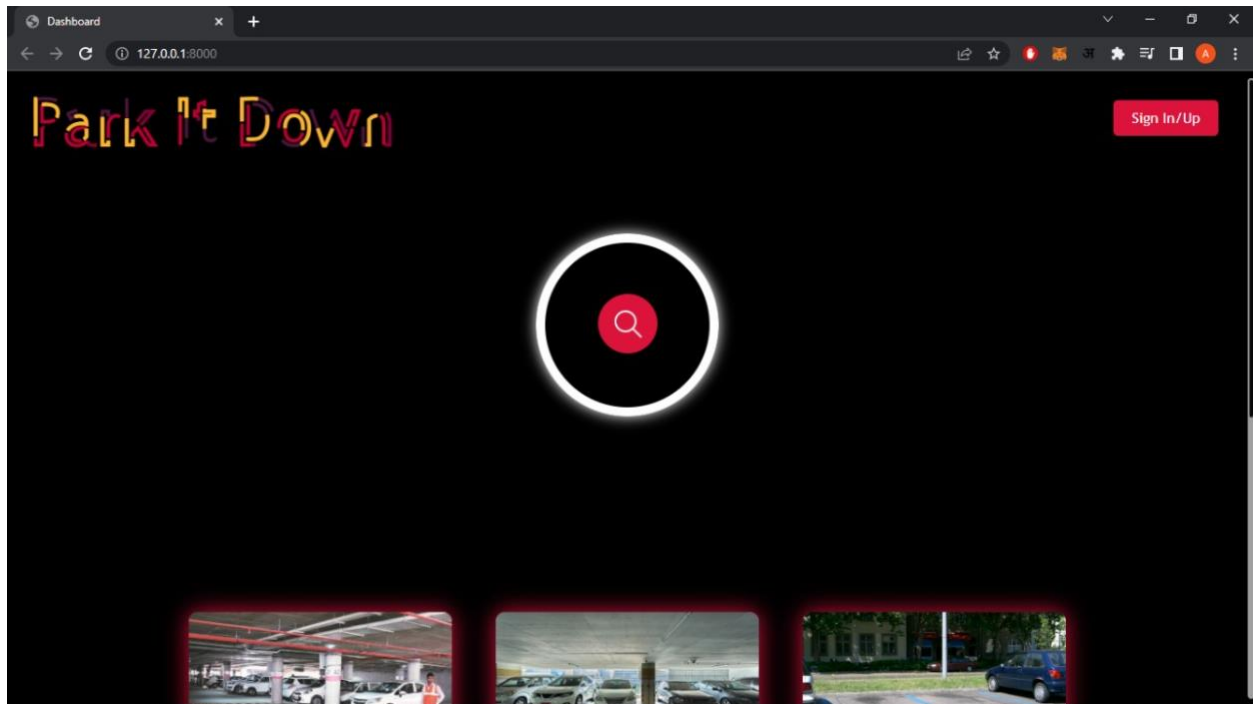 Dashboard
127.0.0.1:8000
अ
A
Park It Down
Sign In/Up